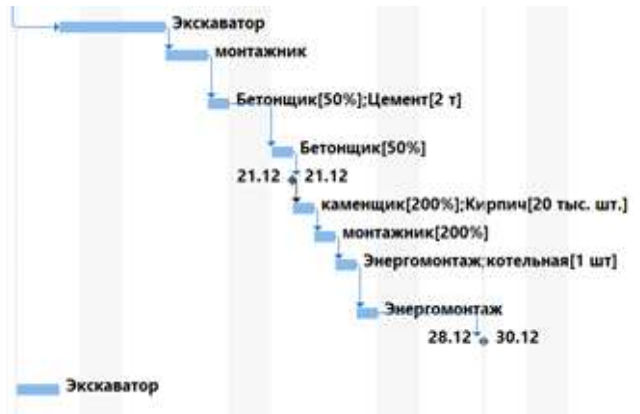 Экскаватор
монтажник
Бетонщик[50%];Цемент[2 т]
Бетонщик[50%]
21.12 21.12
каменщик[200%];Кирпич[20 тыс. шт.]
монтажник[200%]
Энергомонтаж;котельная[1 шт]
Энергомонтаж
28.12 30.12
Экскаватор